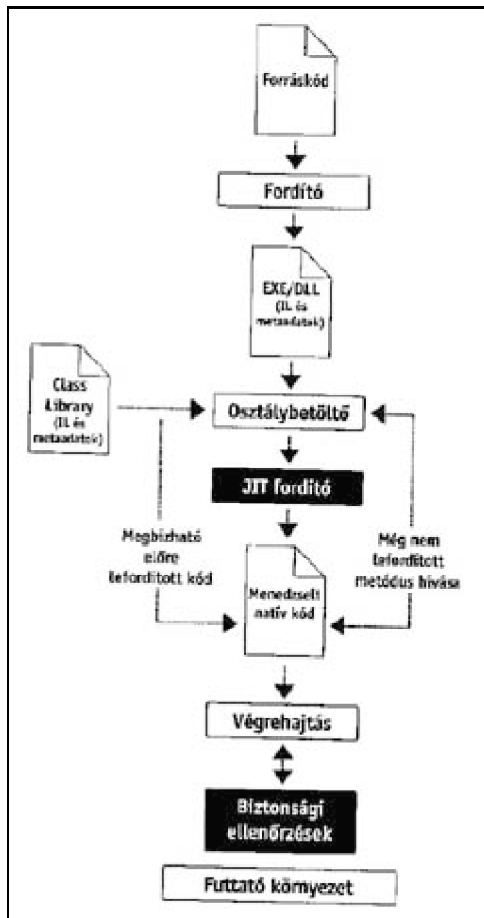 Forráskód
Fordító
EXE/DLL
(IL és
metaadatok)
Class
Library
(IL és
metaadatok)
Osztálybetöltő
JIT fordító
Megbízható
előre
lefordított kód
Még nem
lefordított
metódus hívása
Menedzselt
natív kód
Végrehajtás
Biztonsági
ellenőrzések
Futtató környezet